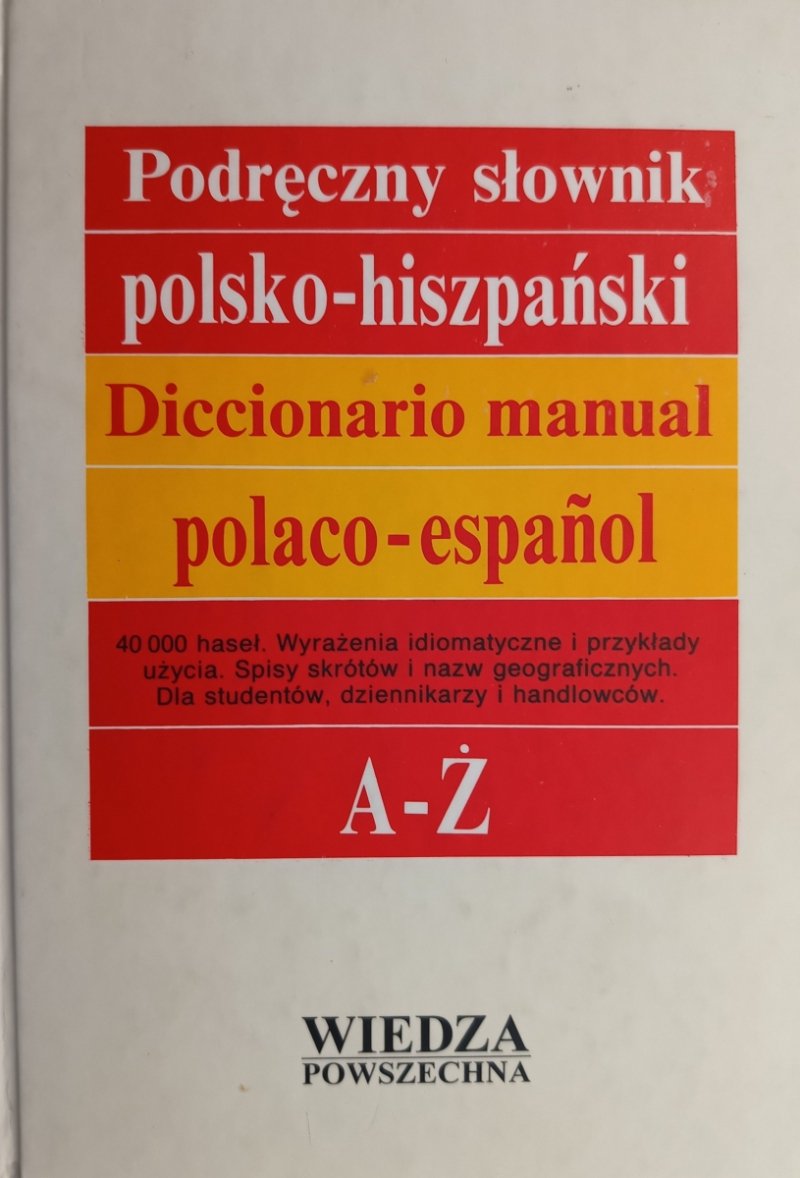 Podręczny słownik
polsko-hiszpański
Diccionario manual
polaco-español
40 000 haseł. Wyrażenia idiomatyczne i przykłady
użycia. Spisy skrótów i nazw geograficznych.
Dla studentów, dziennikarzy i handlowców.
A-Ż
WIEDZA
POWSZECHNA